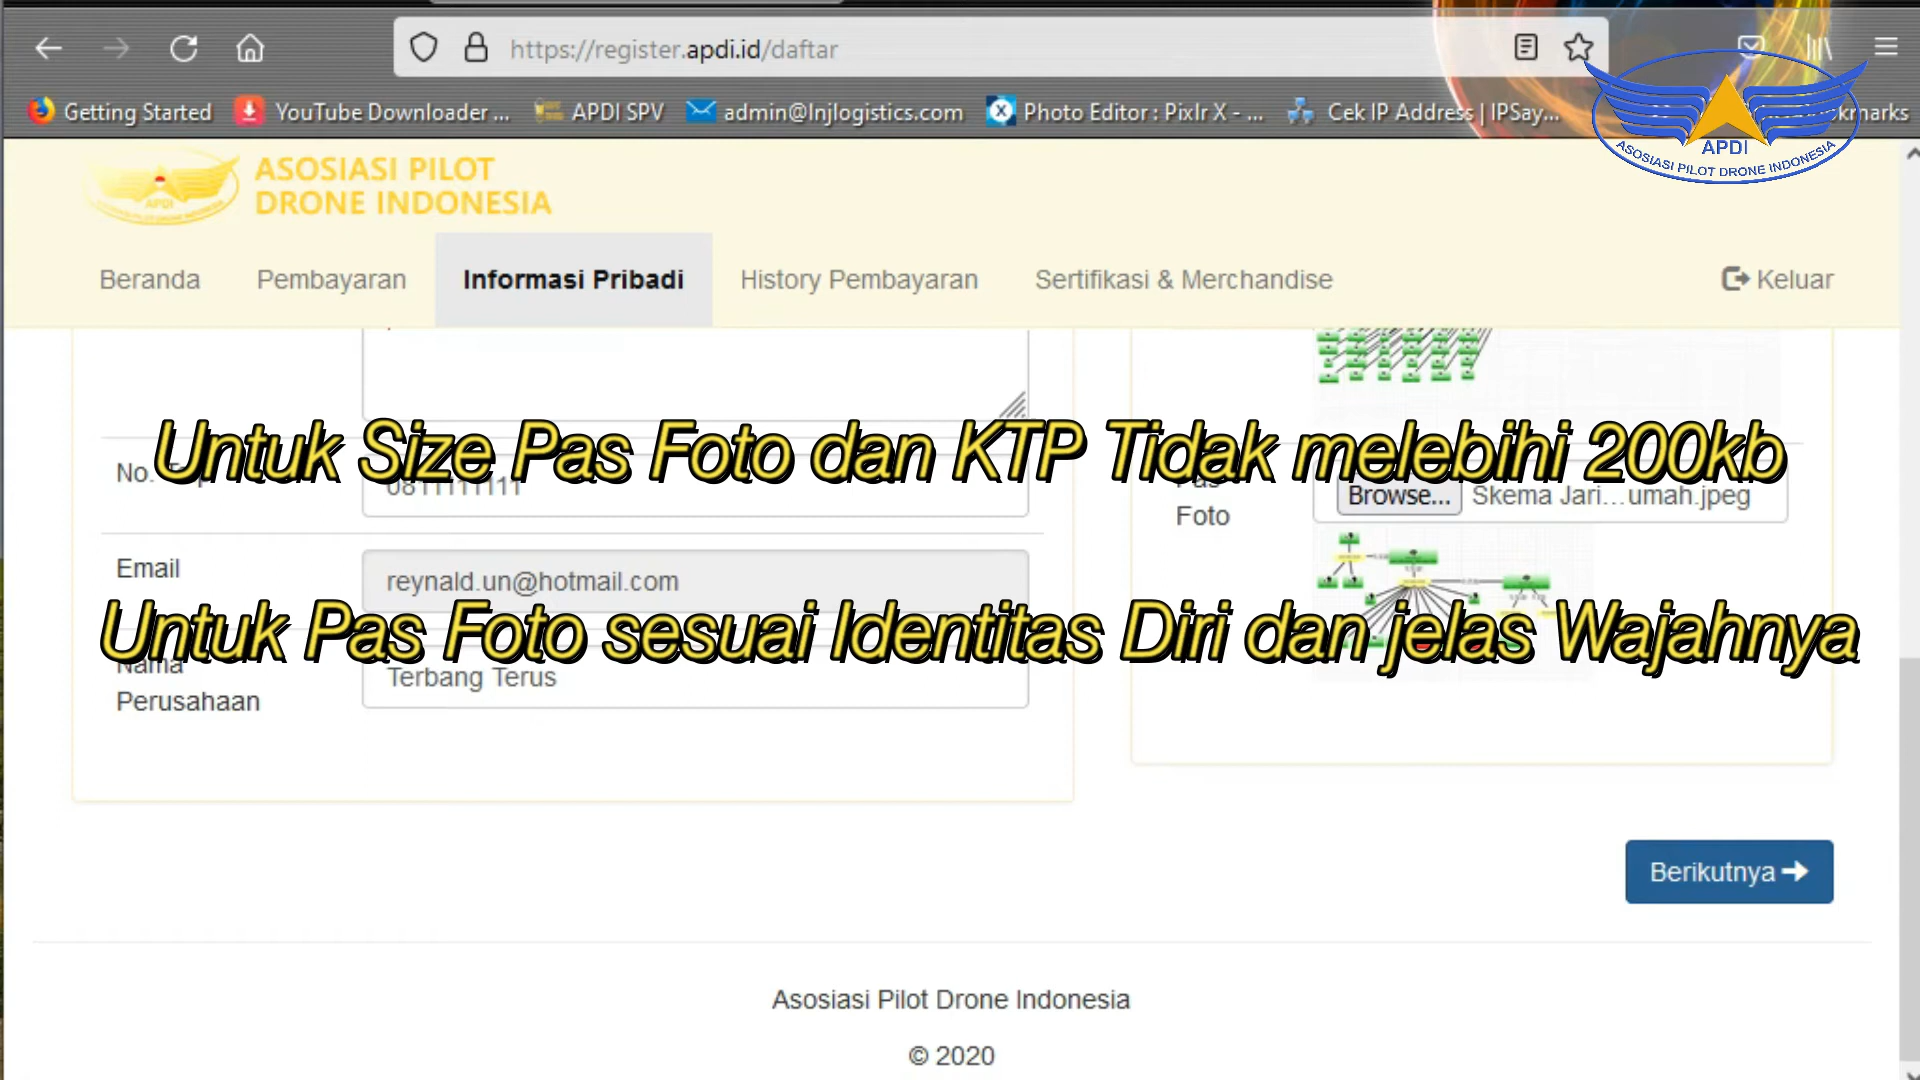 https://register.apdi.id/daftar
Getting Started
YouTube Downloader ...
APDI SPV
admin@lnjlogistics.com
Photo Editor : Pixlr X - ...
Cek IP Address | IPSay...
APDI
ASOSIASI PILOT DRONE INDONESIA
ASOSIASI PILOT
DRONE INDONESIA
Beranda
Pembayaran
Informasi Pribadi
History Pembayaran
Sertifikasi & Merchandise
Keluar
Untuk Size Pas Foto dan KTP Tidak melebihi 200kb
No.
0811111111
Pas
Foto
Browse...
Skema Jari...umah.jpeg
Email
reynald.un@hotmail.com
Untuk Pas Foto sesuai Identitas Diri dan jelas Wajahnya
Nama
Perusahaan
Terbang Terus
Berikutnya
Asosiasi Pilot Drone Indonesia
© 2020